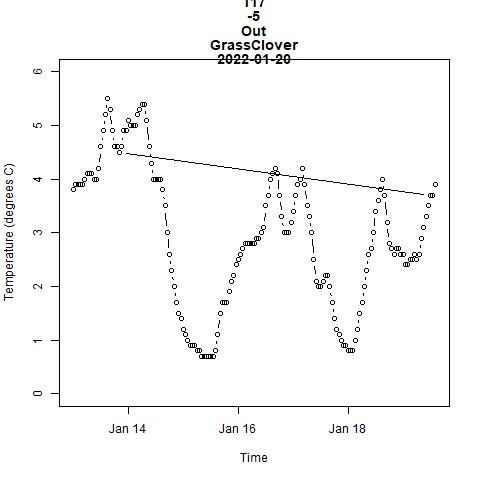 117
-5
Out
GrassClover
2022-01-20
6
5
4
3
2
1
0
Temperature (degrees C)
Jan 14
Jan 16
Jan 18
Time